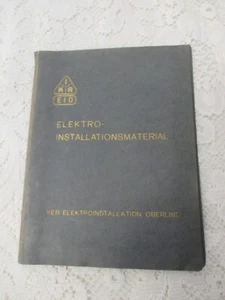 I
K A
EIO
ELEKTRO-
INSTALLATIONSMATERIAL
VEB ELEKTROINSTALLATION OBERLIND